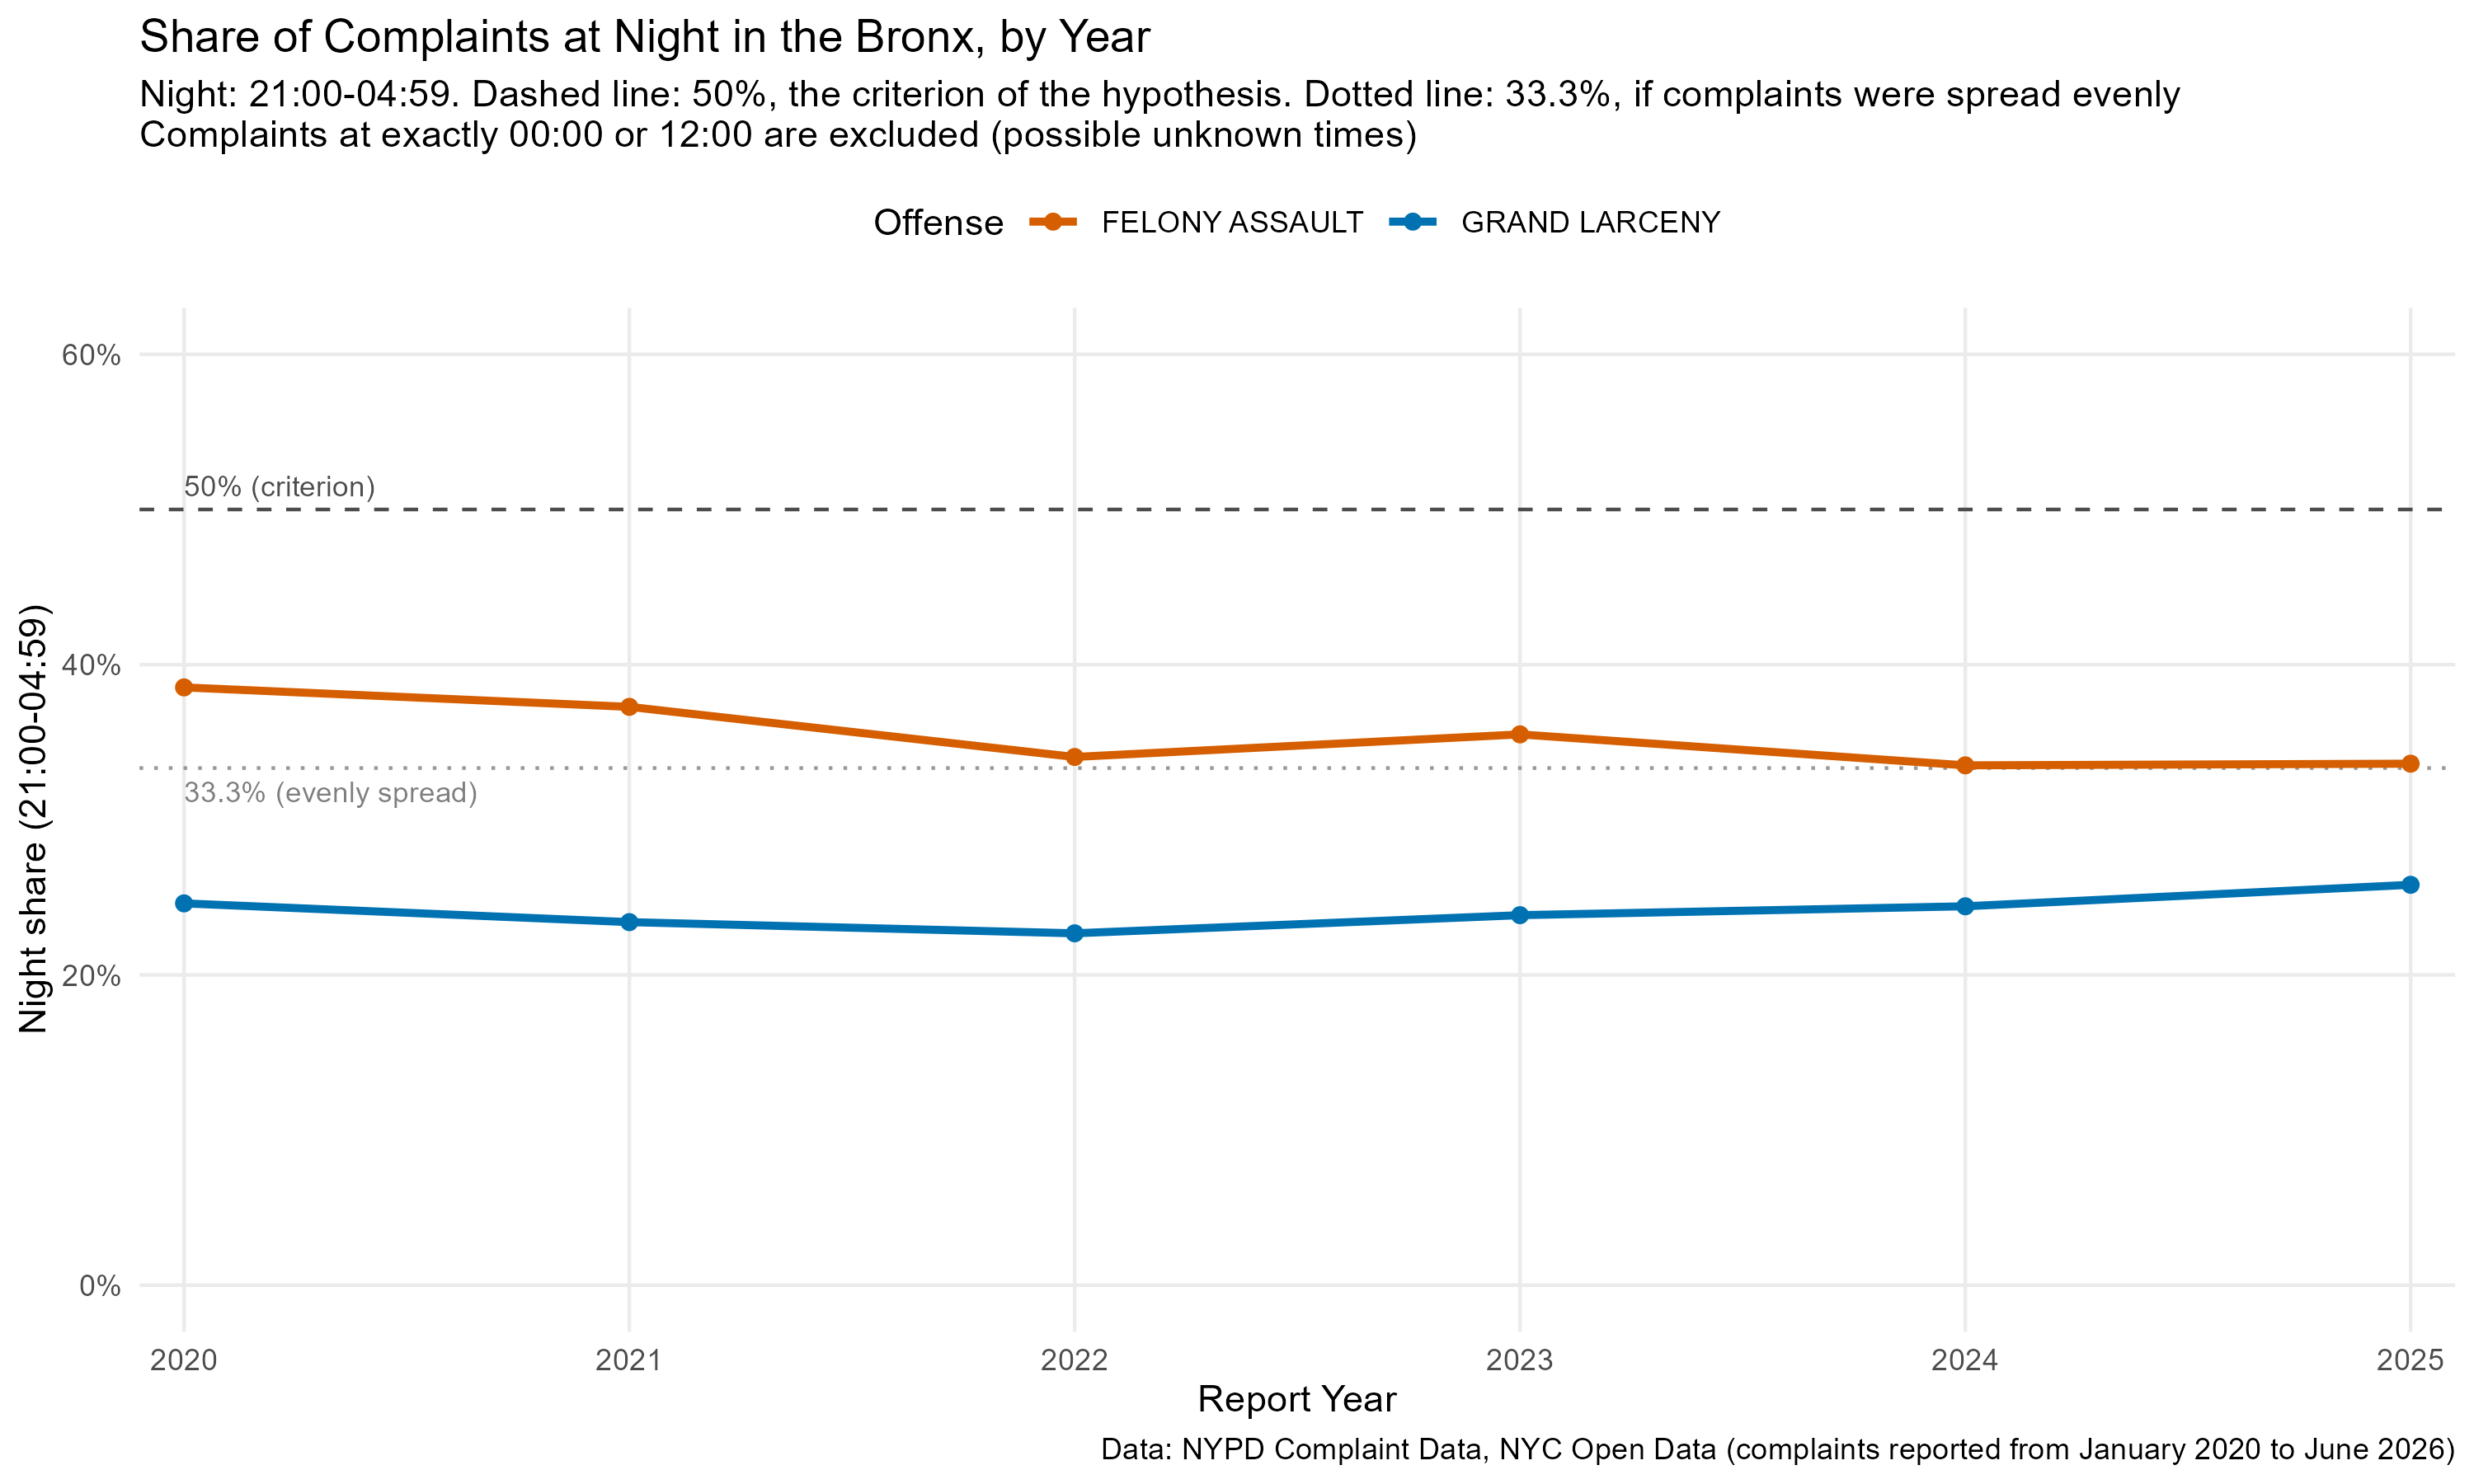 Share of Complaints at Night in the Bronx, by Year
Night: 21:00-04:59. Dashed line: 50%, the criterion of the hypothesis. Dotted line: 33.3%, if complaints were spread evenly
Complaints at exactly 00:00 or 12:00 are excluded (possible unknown times)
Offense FELONY ASSAULT GRAND LARCENY
Night share (21:00-04:59)
60%
50% (criterion)
40%
33.3% (evenly spread)
20%
0%
2020 2021 2022 2023 2024 2025
Report Year
Data: NYPD Complaint Data, NYC Open Data (complaints reported from January 2020 to June 2026)